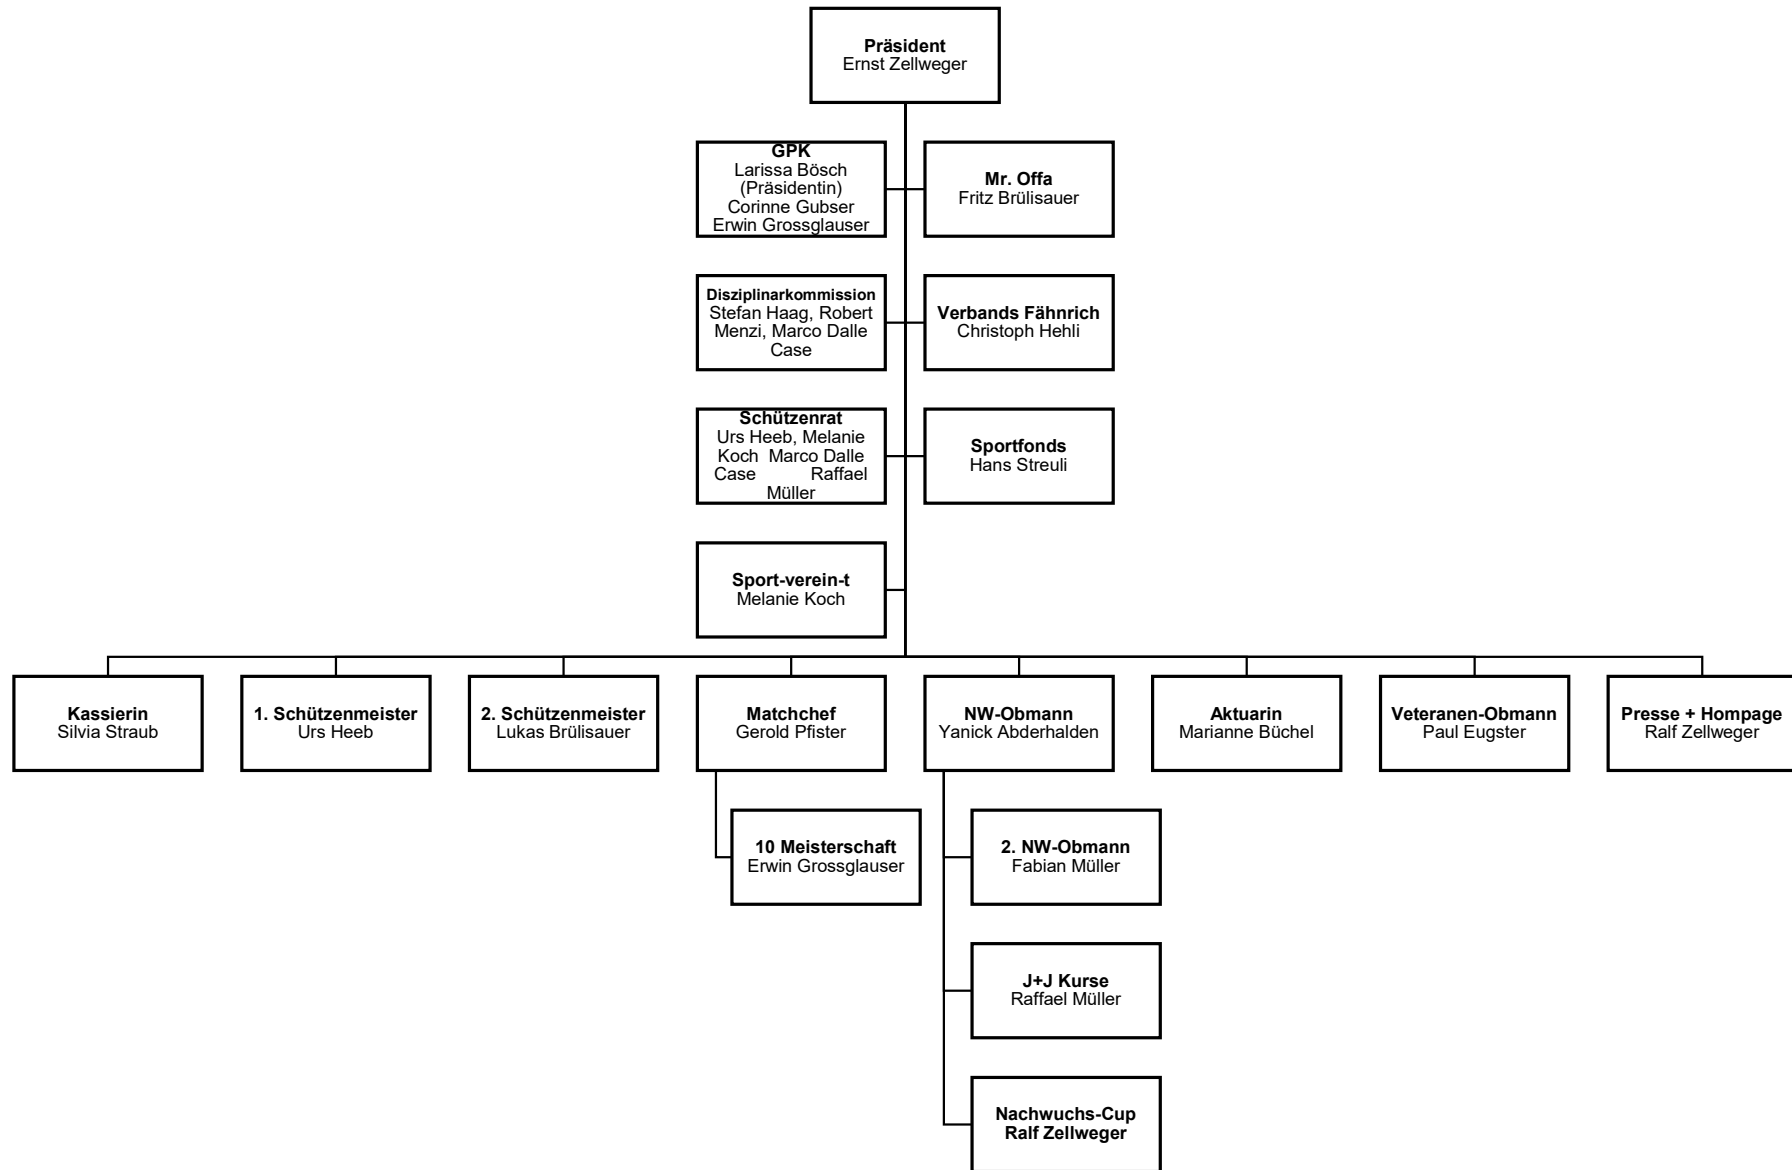 Präsident
Ernst Zellweger
GPK
Larissa Bösch
(Präsidentin)
Corinne Gubser
Erwin Grossglauser
Mr. Offa
Fritz Brülisauer
Disziplinarkommission
Stefan Haag, Robert
Menzi, Marco Dalle
Case
Verbands Fähnrich
Christoph Hehli
Schützenrat
Urs Heeb, Melanie
Koch Marco Dalle
Case Raffael
Müller
Sportfonds
Hans Streuli
Sport-verein-t
Melanie Koch
Kassierin
Silvia Straub
1. Schützenmeister
Urs Heeb
2. Schützenmeister
Lukas Brülisauer
Matchchef
Gerold Pfister
NW-Obmann
Yanick Abderhalden
Aktuarin
Marianne Büchel
Veteranen-Obmann
Paul Eugster
Presse + Hompage
Ralf Zellweger
10 Meisterschaft
Erwin Grossglauser
2. NW-Obmann
Fabian Müller
J+J Kurse
Raffael Müller
Nachwuchs-Cup
Ralf Zellweger